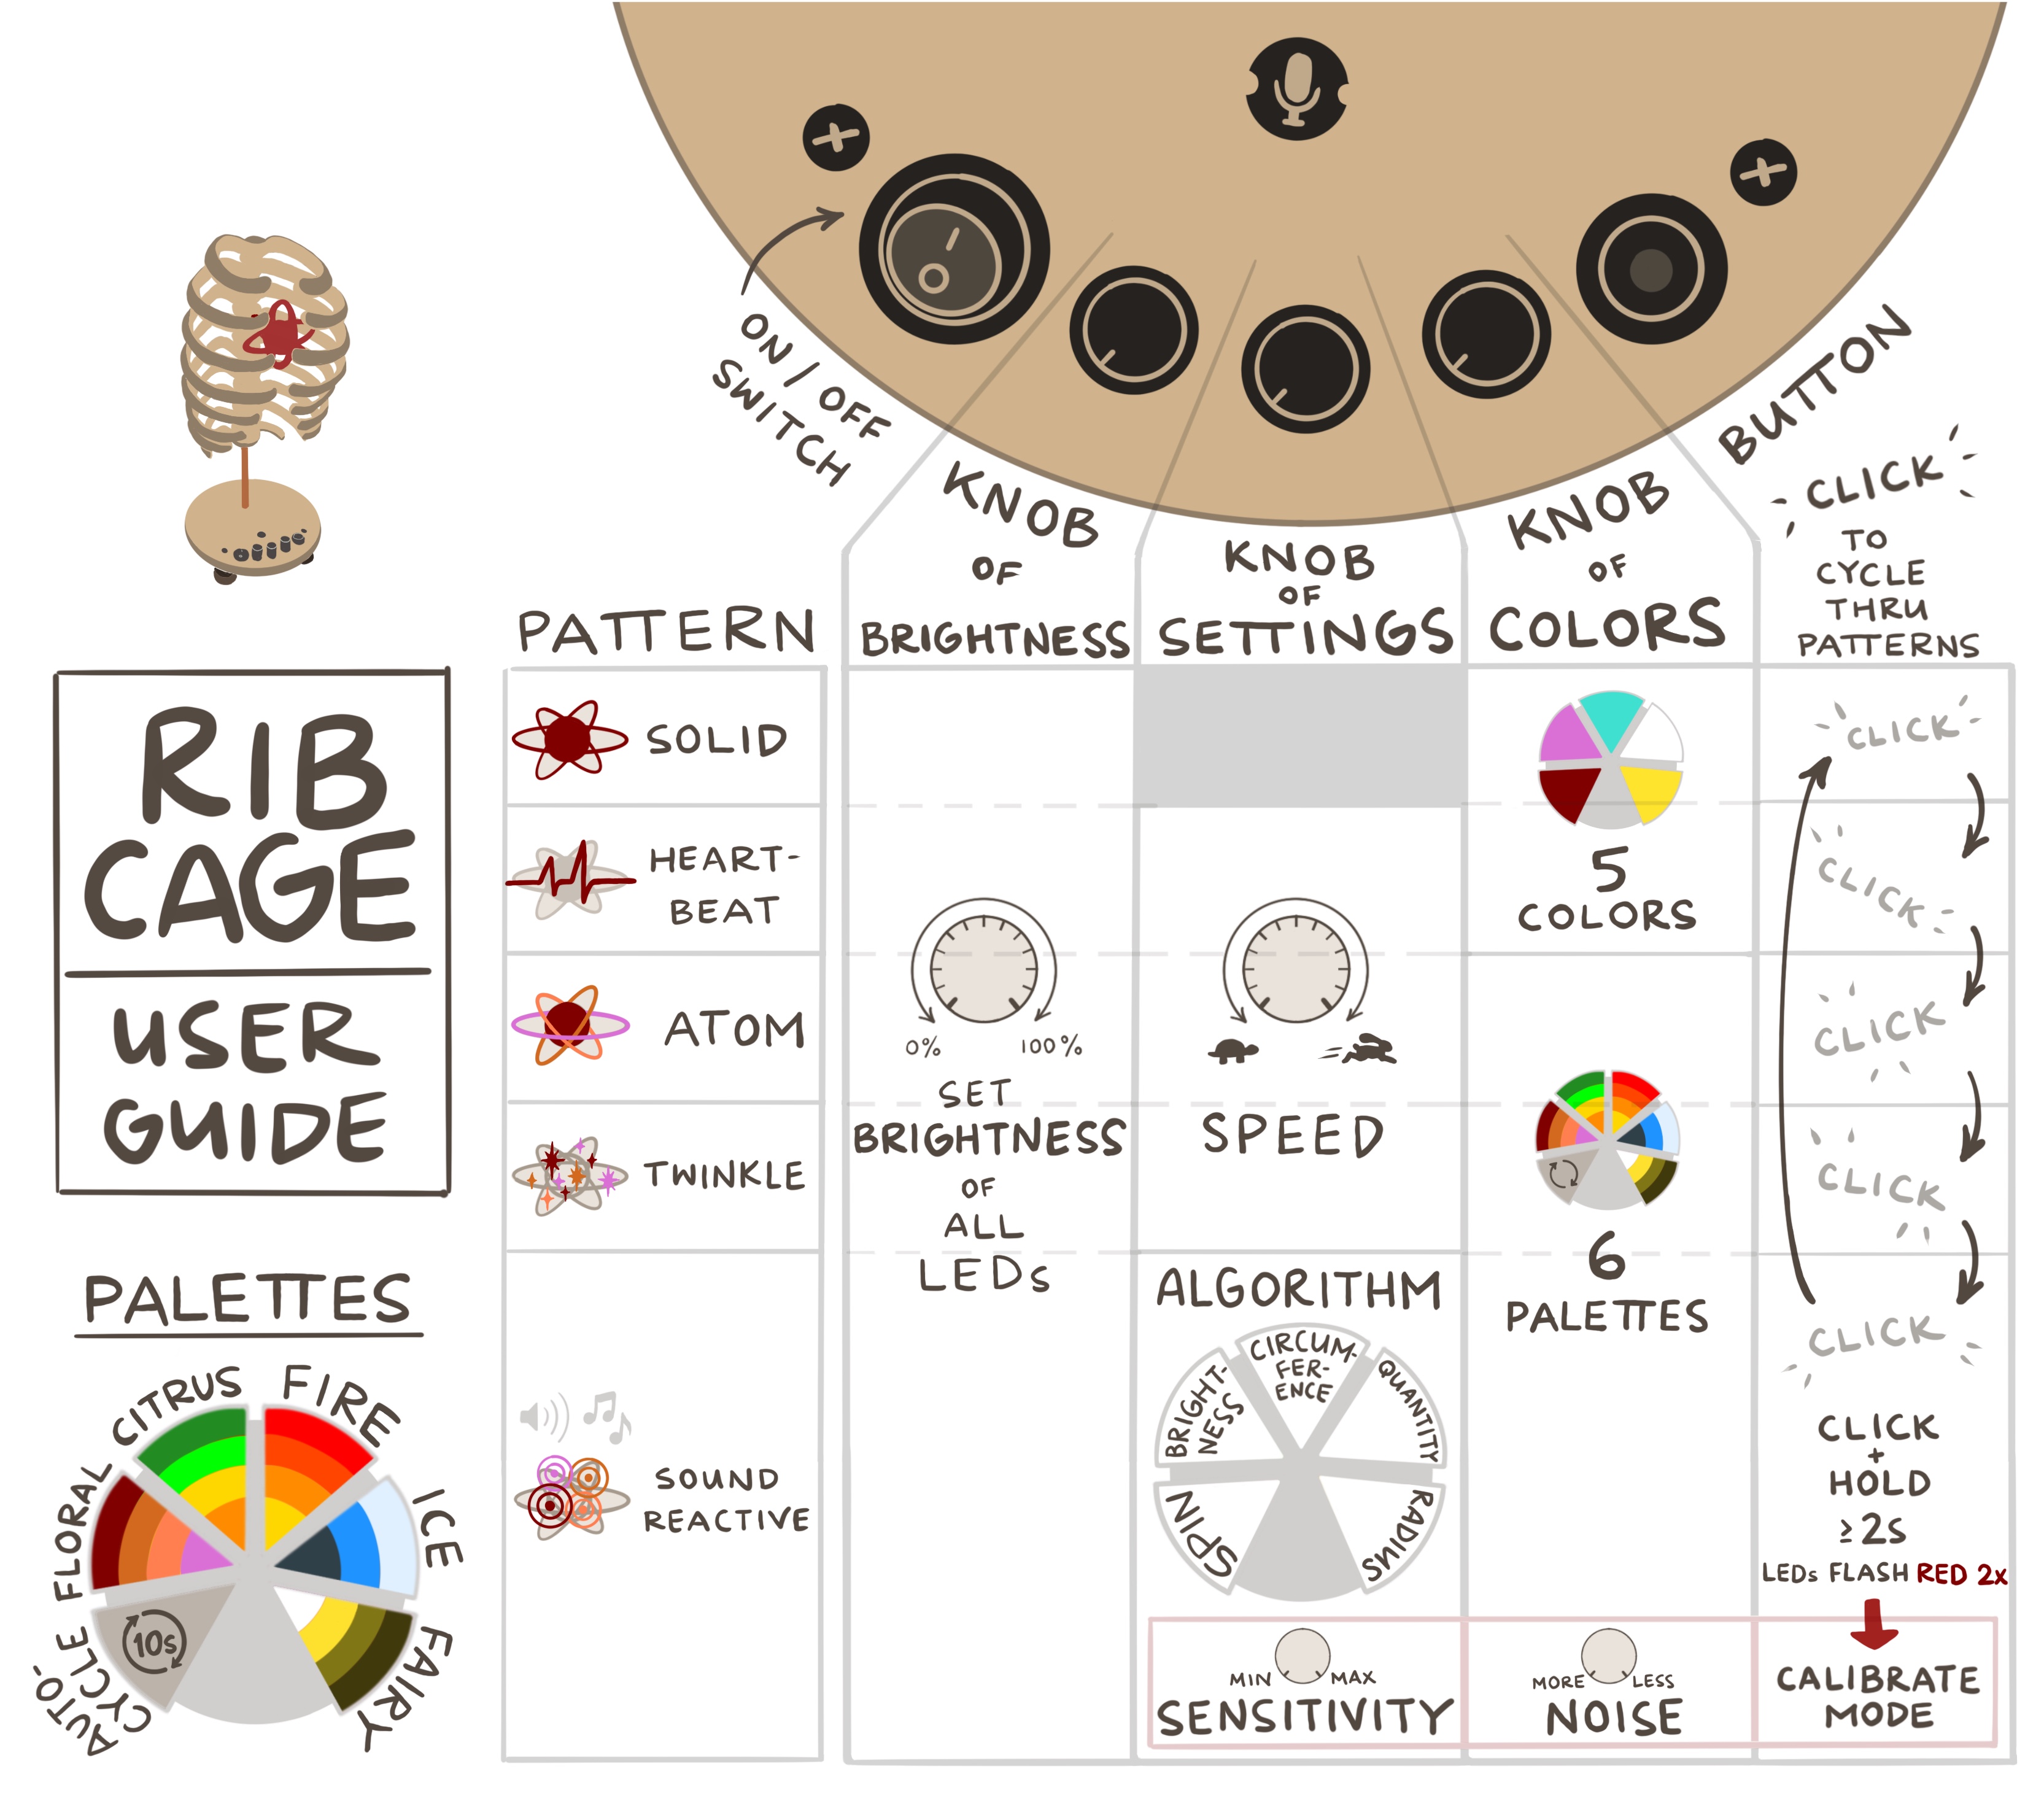 ON / OFF
SWITCH
KNOB
OF
BRIGHTNESS
KNOB
OF
SETTINGS
KNOB
OF
COLORS
BUTTON
CLICK
TO
CYCLE
THRU
PATTERNS
RIB
CAGE
USER
GUIDE
PATTERN
SOLID
HEART-
BEAT
ATOM
TWINKLE
SOUND
REACTIVE
0% 100%
SET
BRIGHTNESS
OF
ALL
LEDs
SPEED
ALGORITHM
BRIGHT-
NESS
CIRCUM-
FER-
ENCE
QUANTITY
RADIUS
SPIN
MIN MAX
SENSITIVITY
5
COLORS
6
PALETTES
MORE LESS
NOISE
CLICK
CLICK
CLICK
CLICK
CLICK
CLICK
+
HOLD
≥2S
LEDs FLASH RED 2x
CALIBRATE
MODE
PALETTES
CITRUS
FIRE
ICE
FAIRY
AUTO-
CYCLE
10s
FLORAL